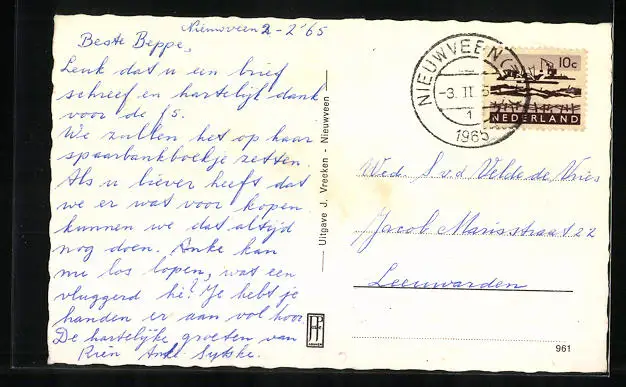 Nieuwveen 2-2-'65
Beste Beppe,
Leuk dat u een brief
schreef en hartelijk dank
voor de f5.
We zullen het op haar
spaarbankboekje zetten.
Als u liever heeft dat
we er wat voor kopen
kunnen we dat altijd
nog doen. Anke kan
nu los lopen, wat een
vluggerd hè? Je hebt je
handen er aan vol hoor
De hartelijke groeten van
Rien Sytske.
Uitgave J. Vreeken - Nieuwveen
NIEUWVEEN
-3.II.
1
1965
10c
NEDERLAND
Wed. S. v.d. Velde de Vries
Jacob Marisstraat 22
Leeuwarden
961